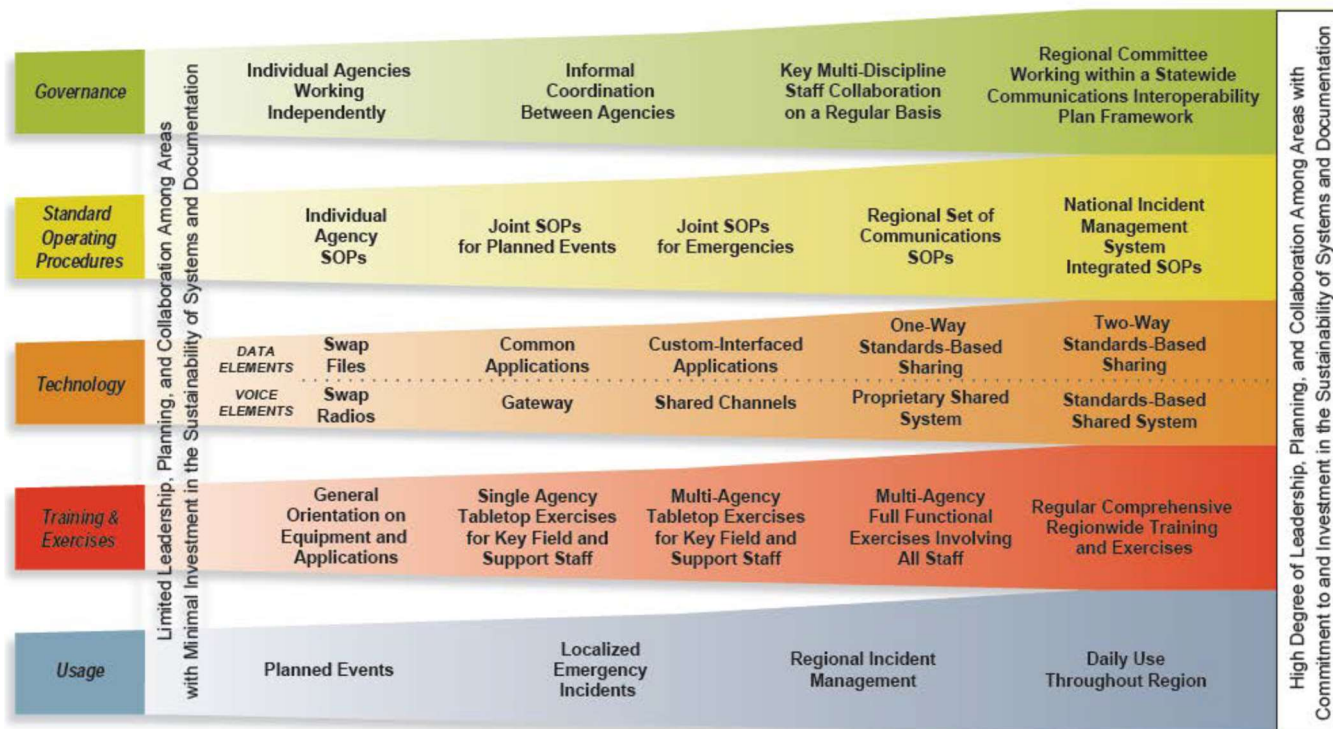 Limited Leadership, Planning, and Collaboration Among Areas
with Minimal Investment in the Sustainability of Systems and Documentation
Governance
Individual Agencies
Working
Independently
Informal
Coordination
Between Agencies
Key Multi-Discipline
Staff Collaboration
on a Regular Basis
Regional Committee
Working within a Statewide
Communications Interoperability
Plan Framework
Standard
Operating
Procedures
Individual
Agency
SOPs
Joint SOPs
for Planned Events
Joint SOPs
for Emergencies
Regional Set of
Communications
SOPs
National Incident
Management
System
Integrated SOPs
Technology
DATA
ELEMENTS
Swap
Files
Common
Applications
Custom-Interfaced
Applications
One-Way
Standards-Based
Sharing
Two-Way
Standards-Based
Sharing
VOICE
ELEMENTS
Swap
Radios
Gateway
Shared Channels
Proprietary Shared
System
Standards-Based
Shared System
Training &
Exercises
General
Orientation on
Equipment and
Applications
Single Agency
Tabletop Exercises
for Key Field and
Support Staff
Multi-Agency
Tabletop Exercises
for Key Field and
Support Staff
Multi-Agency
Full Functional
Exercises Involving
All Staff
Regular Comprehensive
Regionwide Training
and Exercises
Usage
Planned Events
Localized
Emergency
Incidents
Regional Incident
Management
Daily Use
Throughout Region
High Degree of Leadership, Planning, and Collaboration Among Areas with
Commitment to and Investment in the Sustainability of Systems and Documentation